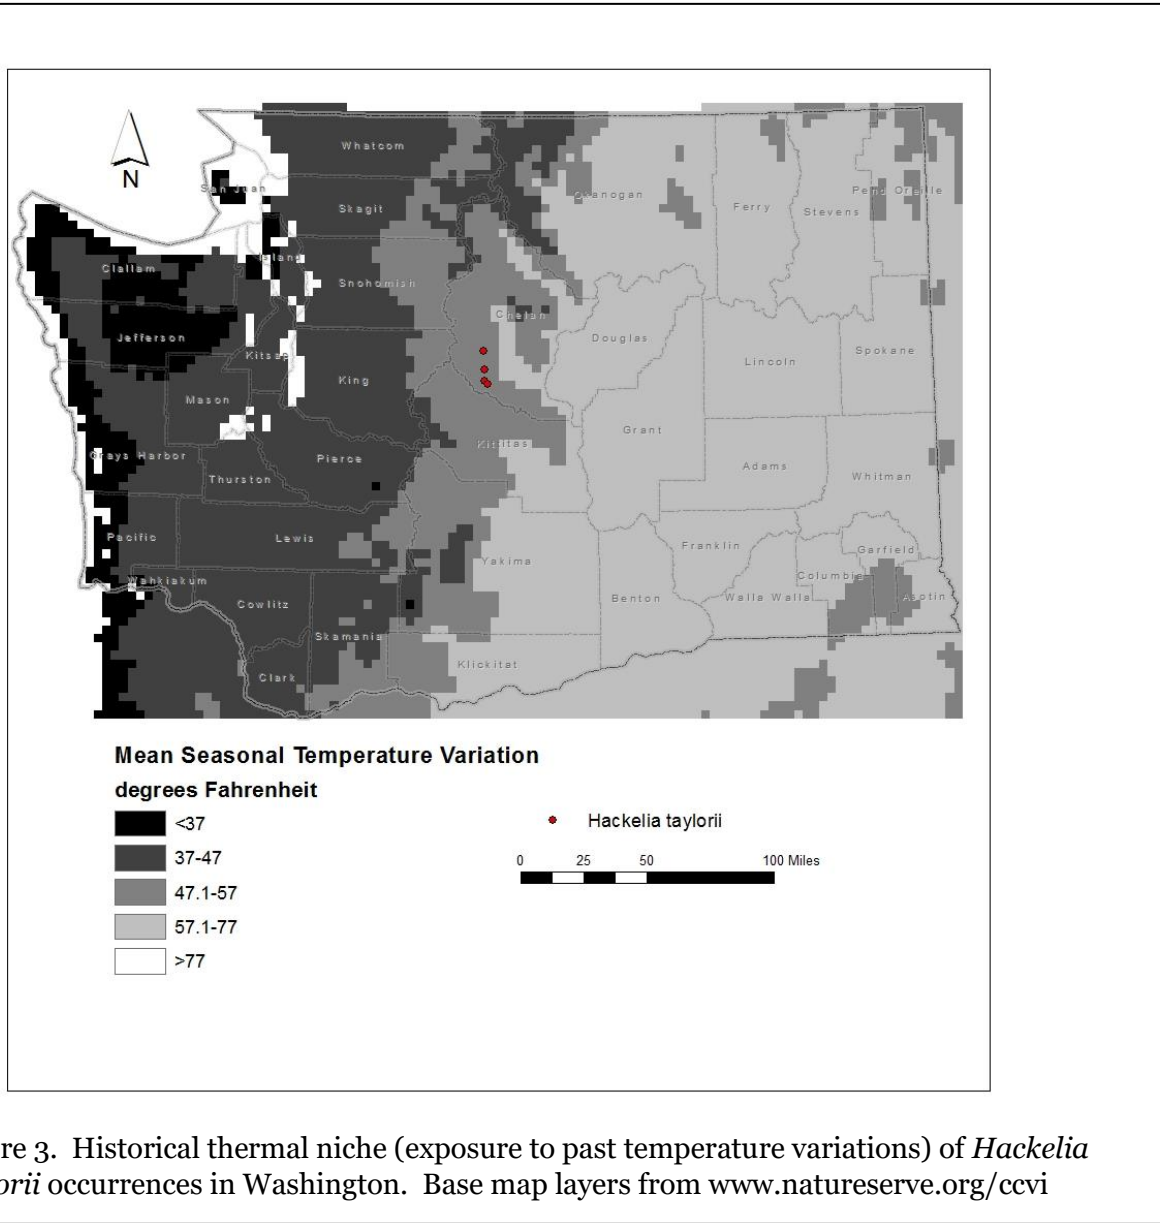 N
Whatcom
San Juan
Skagit
Okanogan
Ferry
Stevens
Pend Oreille
Island
Clallam
Snohomish
Chelan
Jefferson
Kitsap
Douglas
Lincoln
Spokane
King
Mason
Grant
Kittitas
Grays Harbor
Pierce
Thurston
Adams
Whitman
Pacific
Lewis
Yakima
Franklin
Garfield
Wahkiakum
Columbia
Cowlitz
Benton
Walla Walla
Asotin
Skamania
Klickitat
Clark
Mean Seasonal Temperature Variation
degrees Fahrenheit
<37
37-47
47.1-57
57.1-77
>77
Hackelia taylorii
0 25 50 100 Miles
re 3. Historical thermal niche (exposure to past temperature variations) of Hackelia
orii occurrences in Washington. Base map layers from www.natureserve.org/ccvi